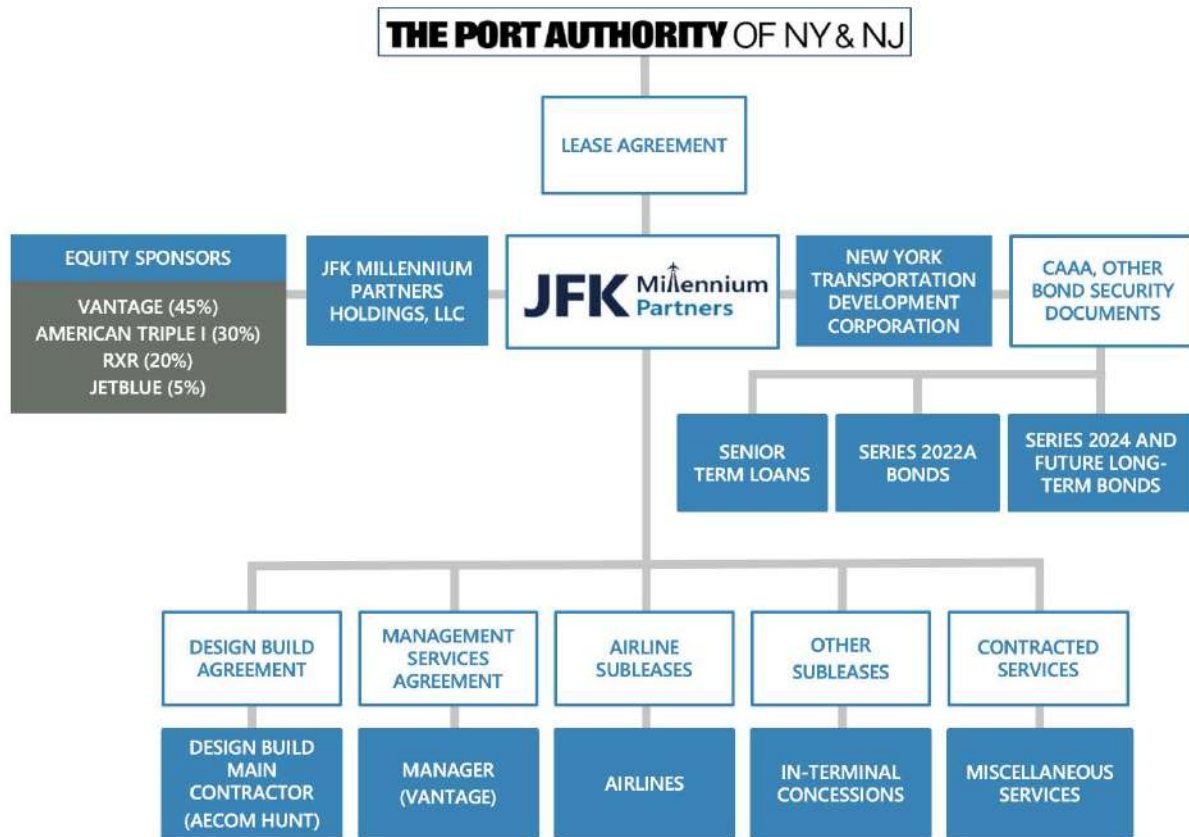 THE PORT AUTHORITY OF NY & NJ
LEASE AGREEMENT
EQUITY SPONSORS
VANTAGE (45%)
AMERICAN TRIPLE I (30%)
RXR (20%)
JETBLUE (5%)
JFK MILLENNIUM
PARTNERS
HOLDINGS, LLC
JFK Millennium
Partners
NEW YORK
TRANSPORTATION
DEVELOPMENT
CORPORATION
CAAA, OTHER
BOND SECURITY
DOCUMENTS
SENIOR
TERM LOANS
SERIES 2022A
BONDS
SERIES 2024 AND
FUTURE LONG-
TERM BONDS
DESIGN BUILD
AGREEMENT
MANAGEMENT
SERVICES
AGREEMENT
AIRLINE
SUBLEASES
OTHER
SUBLEASES
CONTRACTED
SERVICES
DESIGN BUILD
MAIN
CONTRACTOR
(AECOM HUNT)
MANAGER
(VANTAGE)
AIRLINES
IN-TERMINAL
CONCESSIONS
MISCELLANEOUS
SERVICES